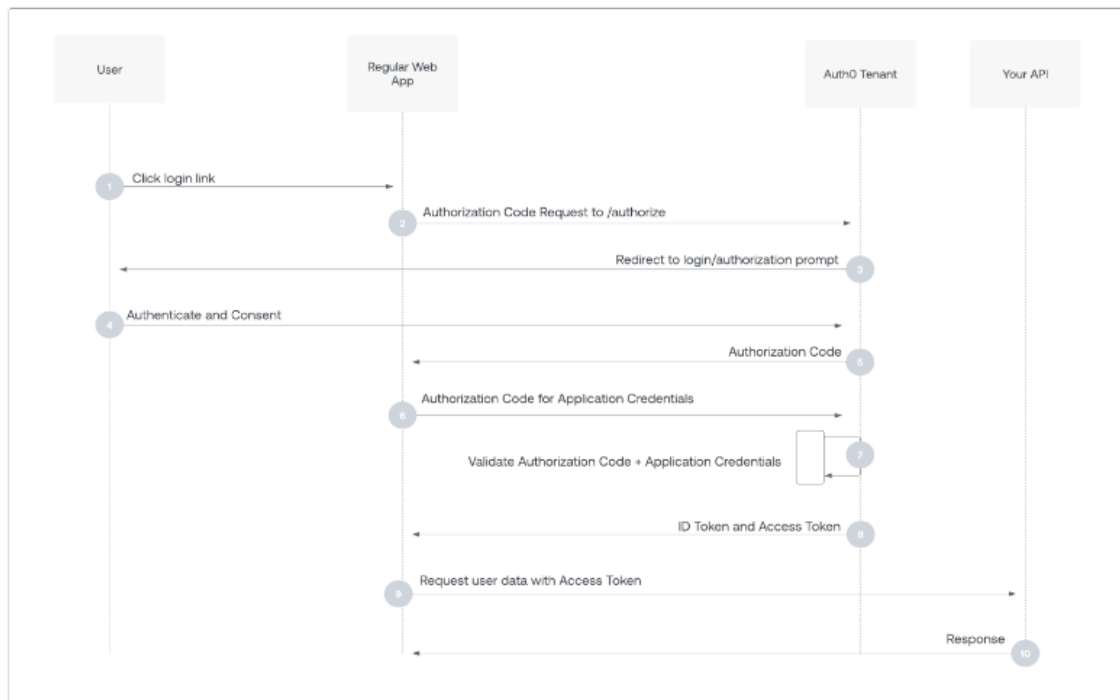 User
Regular Web
App
Auth0 Tenant
Your API
1
Click login link
2
Authorization Code Request to /authorize
Redirect to login/authorization prompt
3
4
Authenticate and Consent
Authorization Code
5
6
Authorization Code for Application Credentials
7
Validate Authorization Code + Application Credentials
ID Token and Access Token
8
9
Request user data with Access Token
Response
10